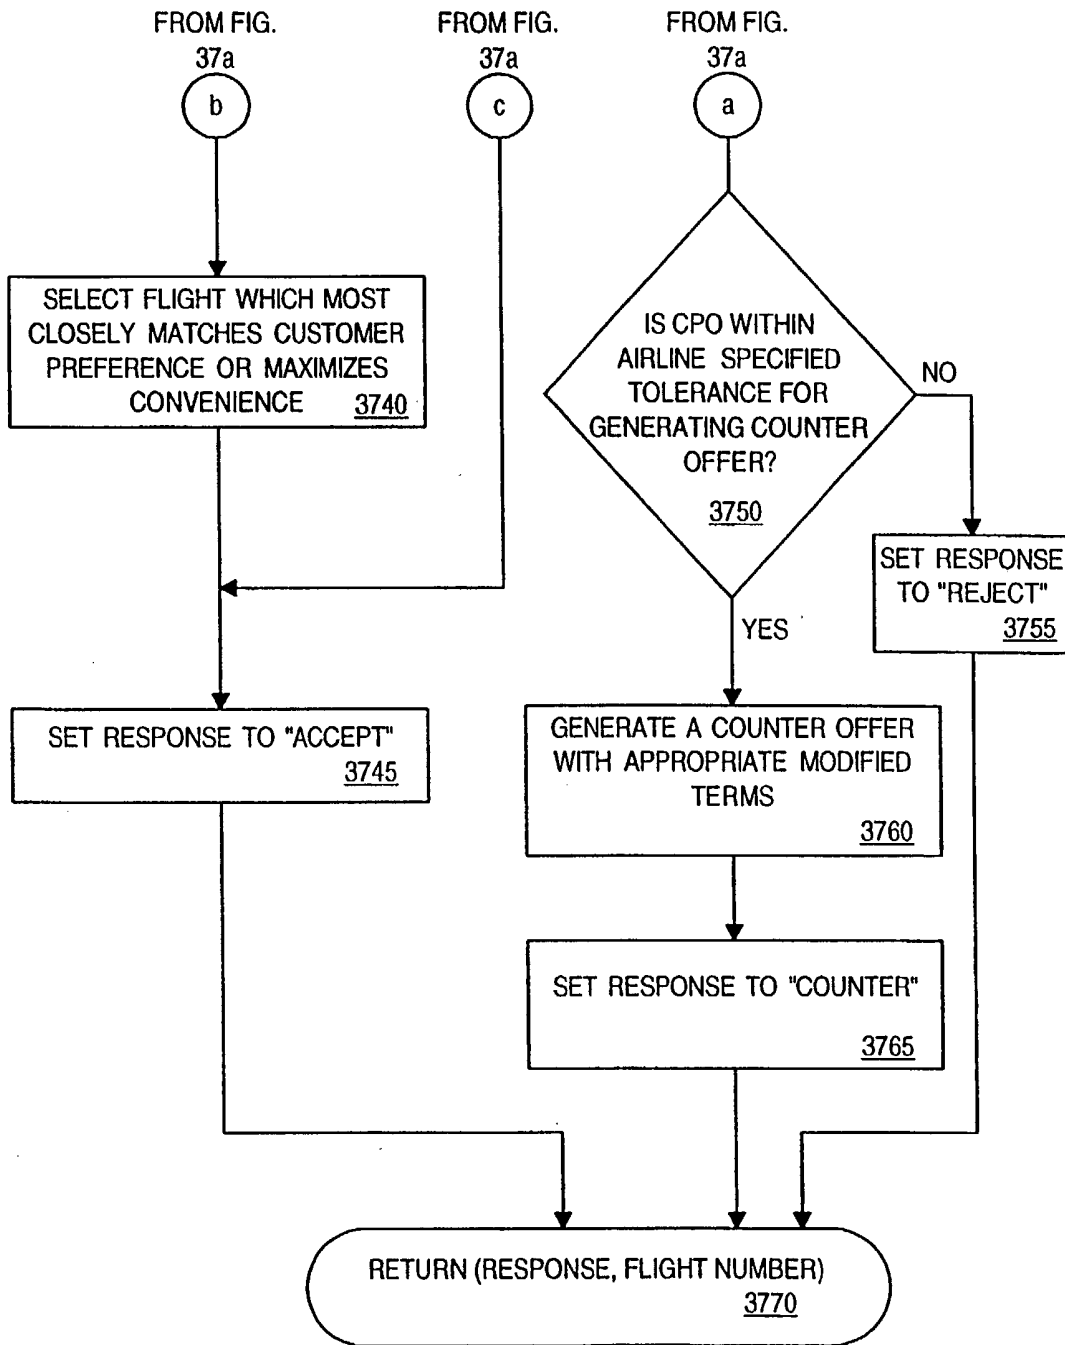 FROM FIG.
37a
b
FROM FIG.
37a
c
FROM FIG.
37a
a
SELECT FLIGHT WHICH MOST
CLOSELY MATCHES CUSTOMER
PREFERENCE OR MAXIMIZES
CONVENIENCE 3740
IS CPO WITHIN
AIRLINE SPECIFIED
TOLERANCE FOR
GENERATING COUNTER
OFFER?
3750
NO
YES
SET RESPONSE
TO "REJECT"
3755
SET RESPONSE TO "ACCEPT"
3745
GENERATE A COUNTER OFFER
WITH APPROPRIATE MODIFIED
TERMS
3760
SET RESPONSE TO "COUNTER"
3765
RETURN (RESPONSE, FLIGHT NUMBER)
3770